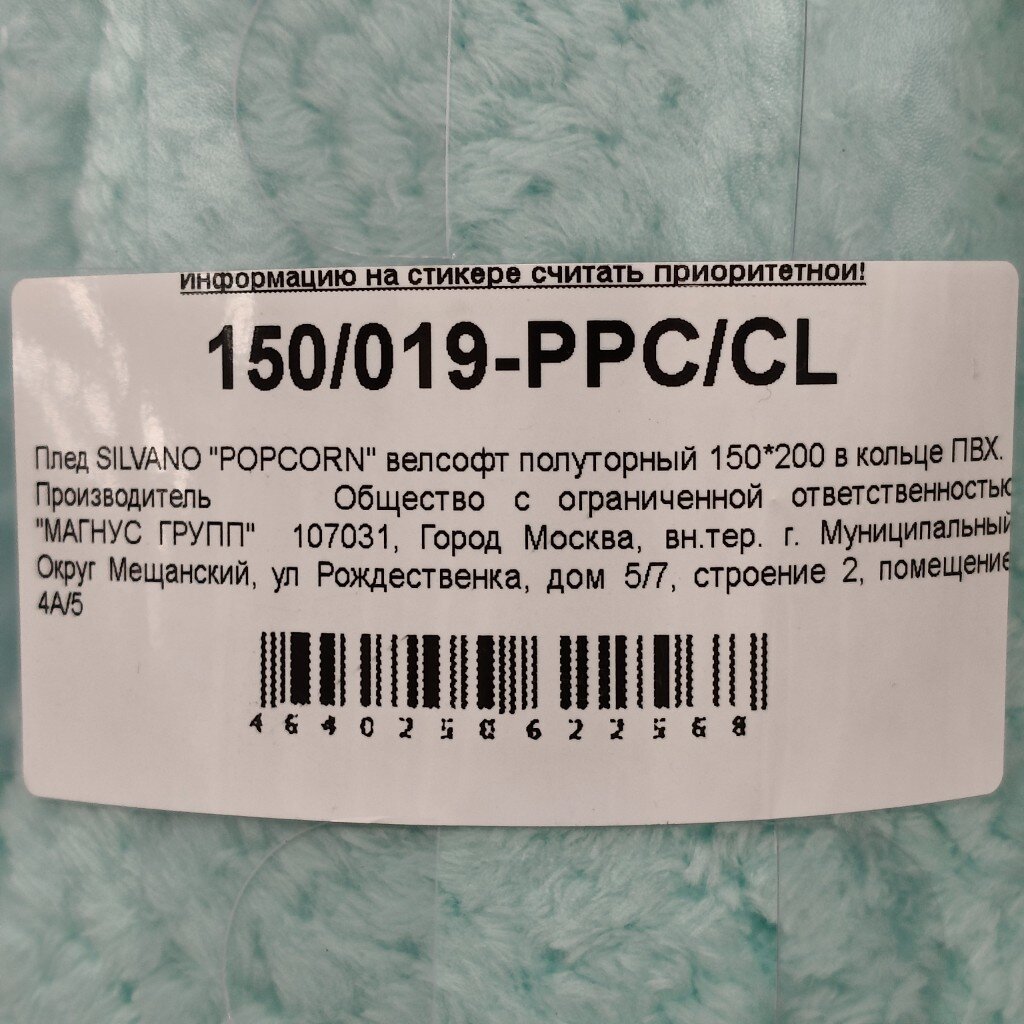 Информацию на стикере считать приоритетной!
150/019-PPC/CL
Плед SILVANO "POPCORN" велсофт полуторный 150*200 в кольце ПВХ.
Производитель Общество с ограниченной ответственностью
"МАГНУС ГРУПП" 107031, Город Москва, вн.тер. г. Муниципальный
Округ Мещанский, ул Рождественка, дом 5/7, строение 2, помещение
4А/5
4640250622568